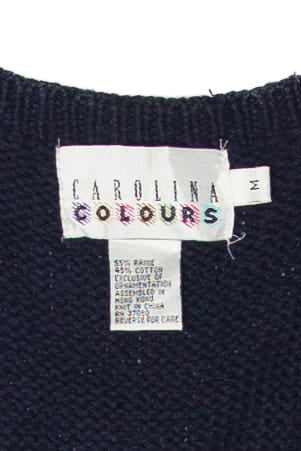 CAROLINA
COLOURS
M
55% RAMIE
45% COTTON
EXCLUSIVE OF
ORNAMENTATION
ASSEMBLED IN
HONG KONG
KNIT IN CHINA
RN 37050
REVERSE FOR CARE